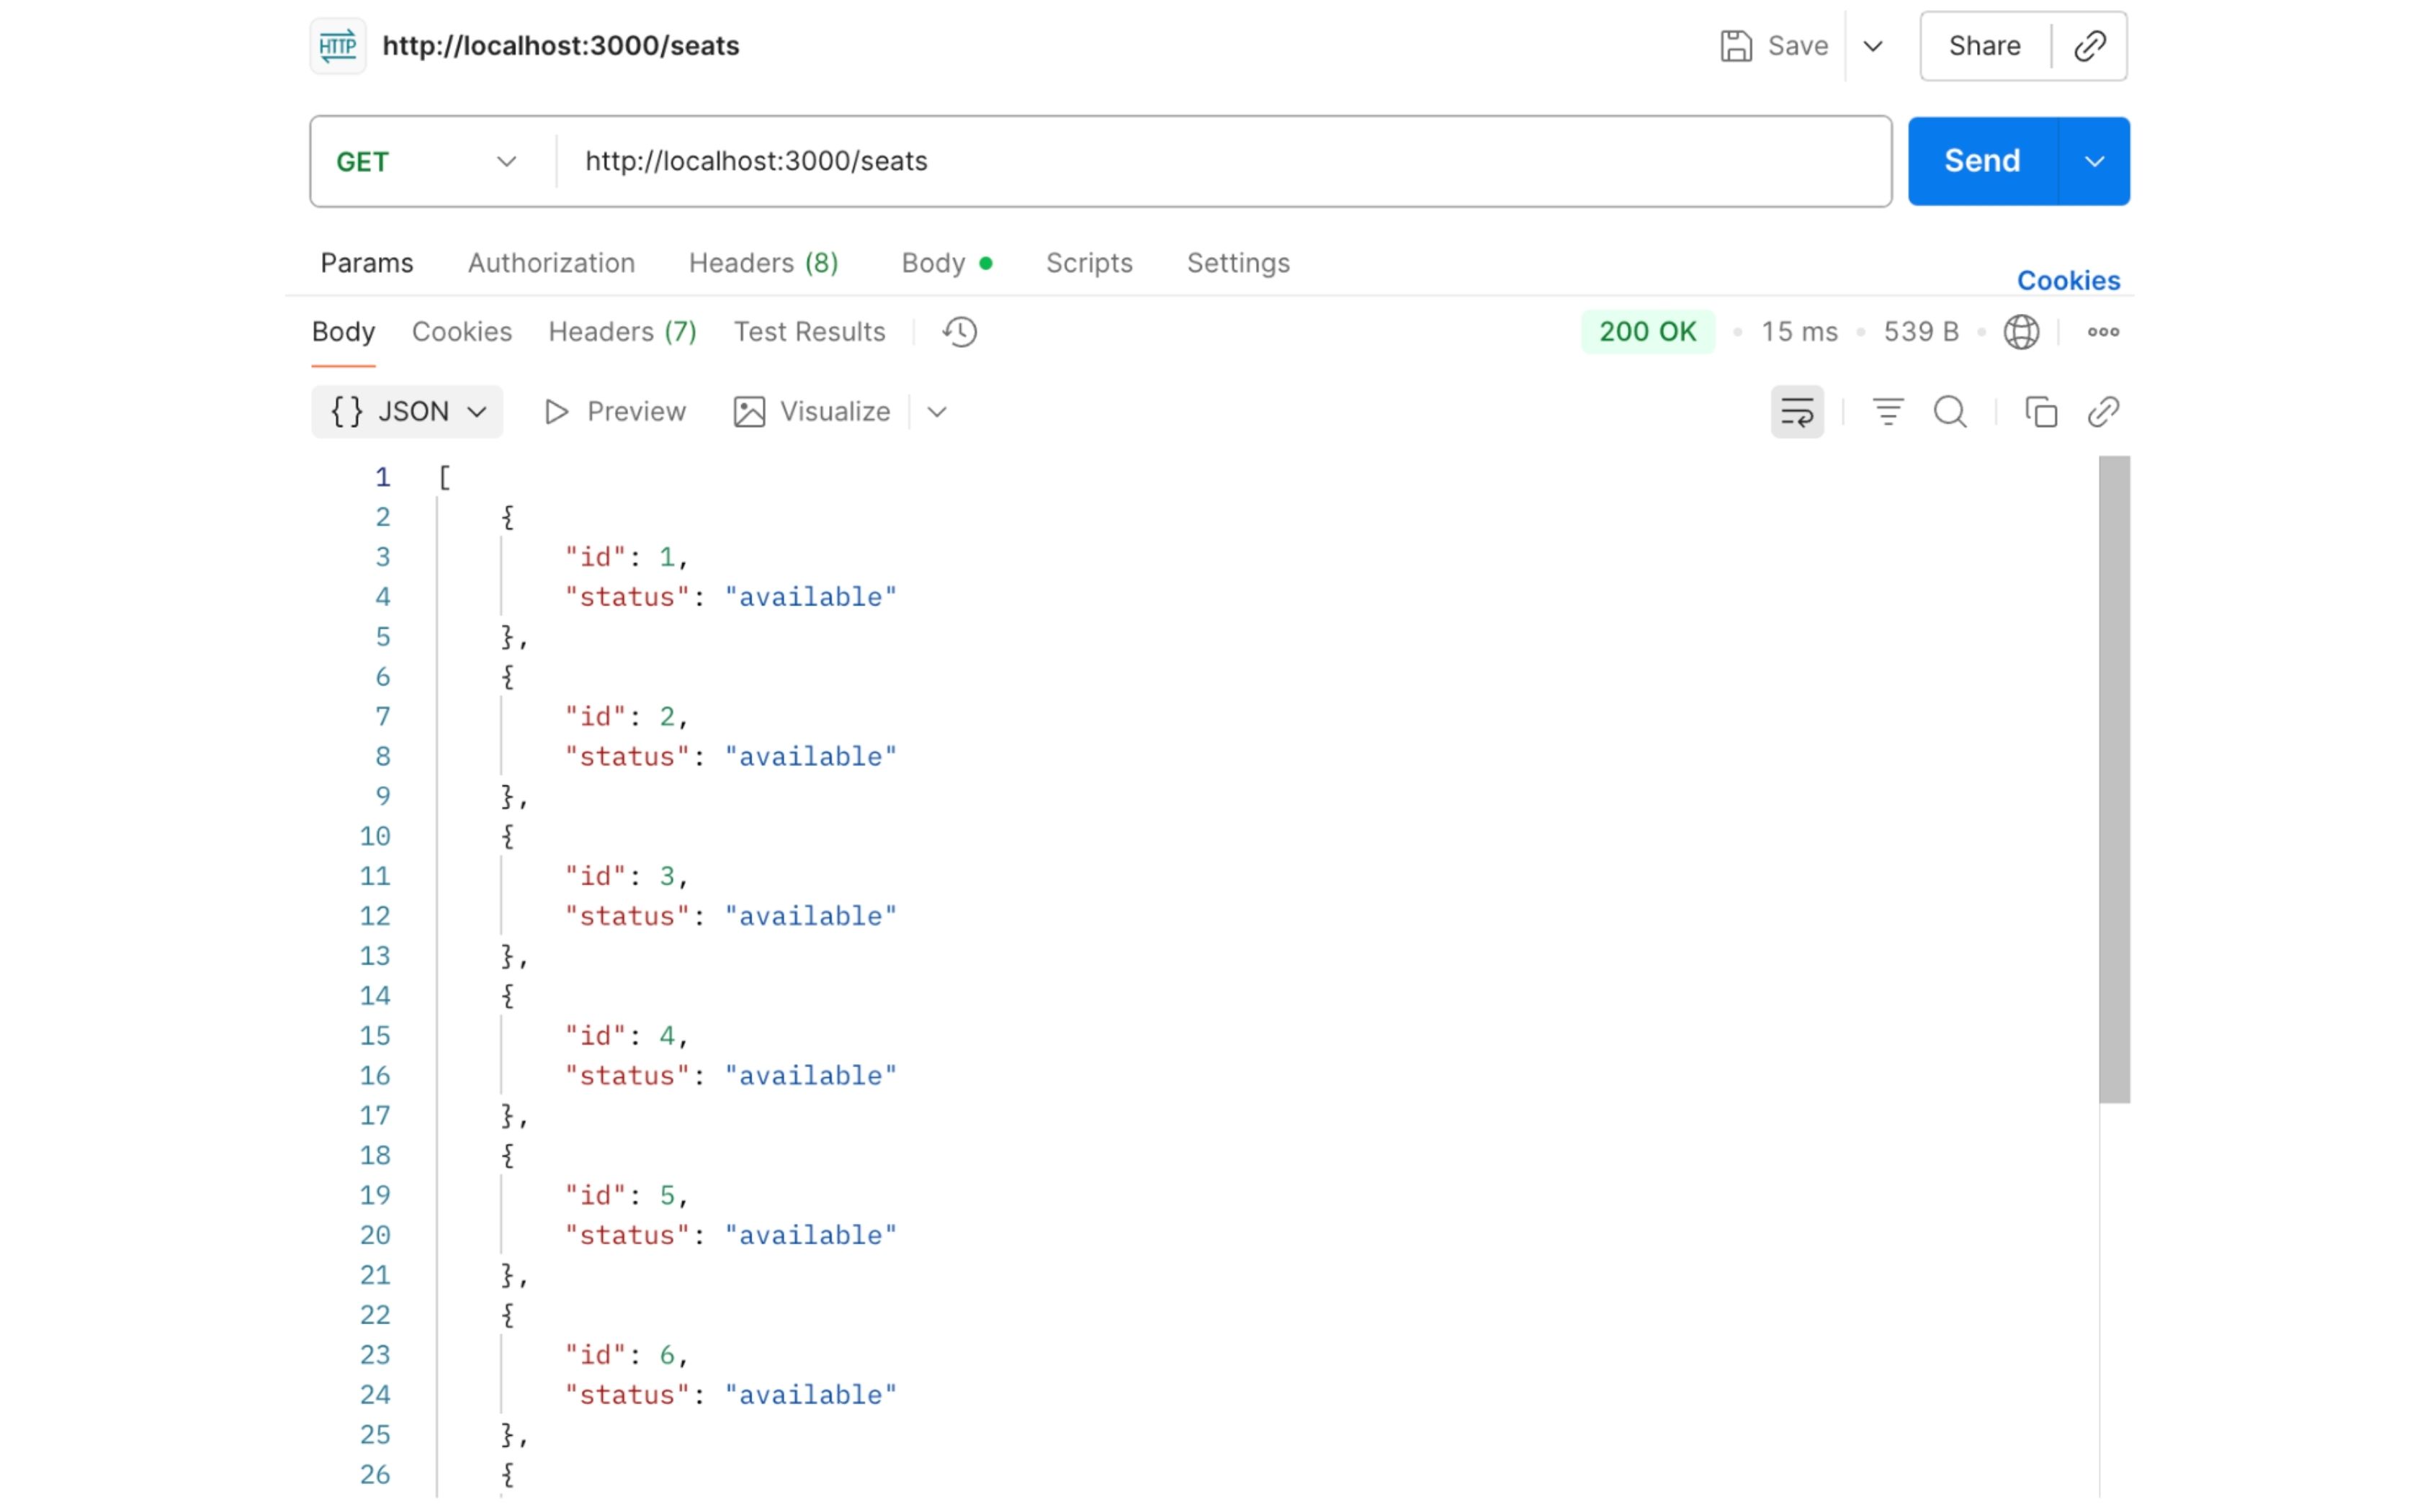 HTTP http://localhost:3000/seats Save Share
GET http://localhost:3000/seats Send
Params Authorization Headers (8) Body Scripts Settings Cookies
Body Cookies Headers (7) Test Results 200 OK 15 ms 539 B
{} JSON Preview Visualize
1 [
2 {
3 "id": 1,
4 "status": "available"
5 },
6 {
7 "id": 2,
8 "status": "available"
9 },
10 {
11 "id": 3,
12 "status": "available"
13 },
14 {
15 "id": 4,
16 "status": "available"
17 },
18 {
19 "id": 5,
20 "status": "available"
21 },
22 {
23 "id": 6,
24 "status": "available"
25 },
26 {